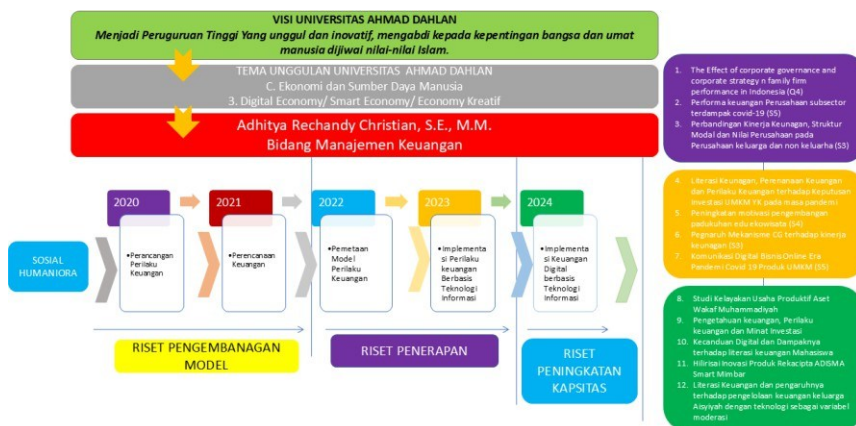 VISI UNIVERSITAS AHMAD DAHLAN
Menjadi Peruguruan Tinggi Yang unggul dan inovatif, mengabdi kepada kepentingan bangsa dan umat
manusia dijiwai nilai-nilai Islam.
TEMA UNGGULAN UNIVERSITAS AHMAD DAHLAN
C. Ekonomi dan Sumber Daya Manusia
3. Digital Economy/ Smart Economy/ Economy Kreatif
Adhitya Rechandy Christian, S.E., M.M.
Bidang Manajemen Keuangan
SOSIAL
HUMANIORA
2020
•Perancangan
Perilaku
Keuangan
2021
•Perencanaan
Keuangan
2022
•Pemetaan
Model
Perilaku
Keuangan
2023
•Implementa
si Perilaku
keuangan
Berbasis
Teknologi
Informasi
2024
•Implementa
si Keuangan
Digital
berbasis
Teknologi
Informasi
RISET PENGEMBANAGAN
MODEL
RISET PENERAPAN
RISET
PENINGKATAN
KAPSITAS
1. The Effect of corporate governance and
corporate strategy n family firm
performance in Indonesia (Q4)
2. Performa keuangan Perusahaan subsector
terdampak covid-19 (S5)
3. Perbandingan Kinerja Keunagan, Struktur
Modal dan Nilai Perusahaan pada
Perusahaan keluarga dan non keluarha (S3)
4. Literasi Keunagan, Perenanaan Keuangan
dan Perilaku Keuangan terhadap Keputusan
Investasi UMKM YK pada masa pandemi
5. Peningkatan motivasi pengembangan
padukuhan edu ekowisata (S4)
6. Pegnaruh Mekanisme CG terhadap kinerja
keunagan (S3)
7. Komunikasi Digital Bisnis Online Era
Pandemi Covid 19 Produk UMKM (S5)
8. Studi Kelayakan Usaha Produktif Aset
Wakaf Muhammadiyah
9. Pengetahuan keuangan, Perilaku
keuangan dan Minat Investasi
10. Kecanduan Digital dan Dampaknya
terhadap literasi keuangan Mahasiswa
11. Hilirisai Inovasi Produk Rekacipta ADISMA
Smart Mimbar
12. Literasi Keuangan dan pengaruhnya
terhadap pengelolaan keuangan keluarga
Aisyiyah dengan teknologi sebagai variabel
moderasi